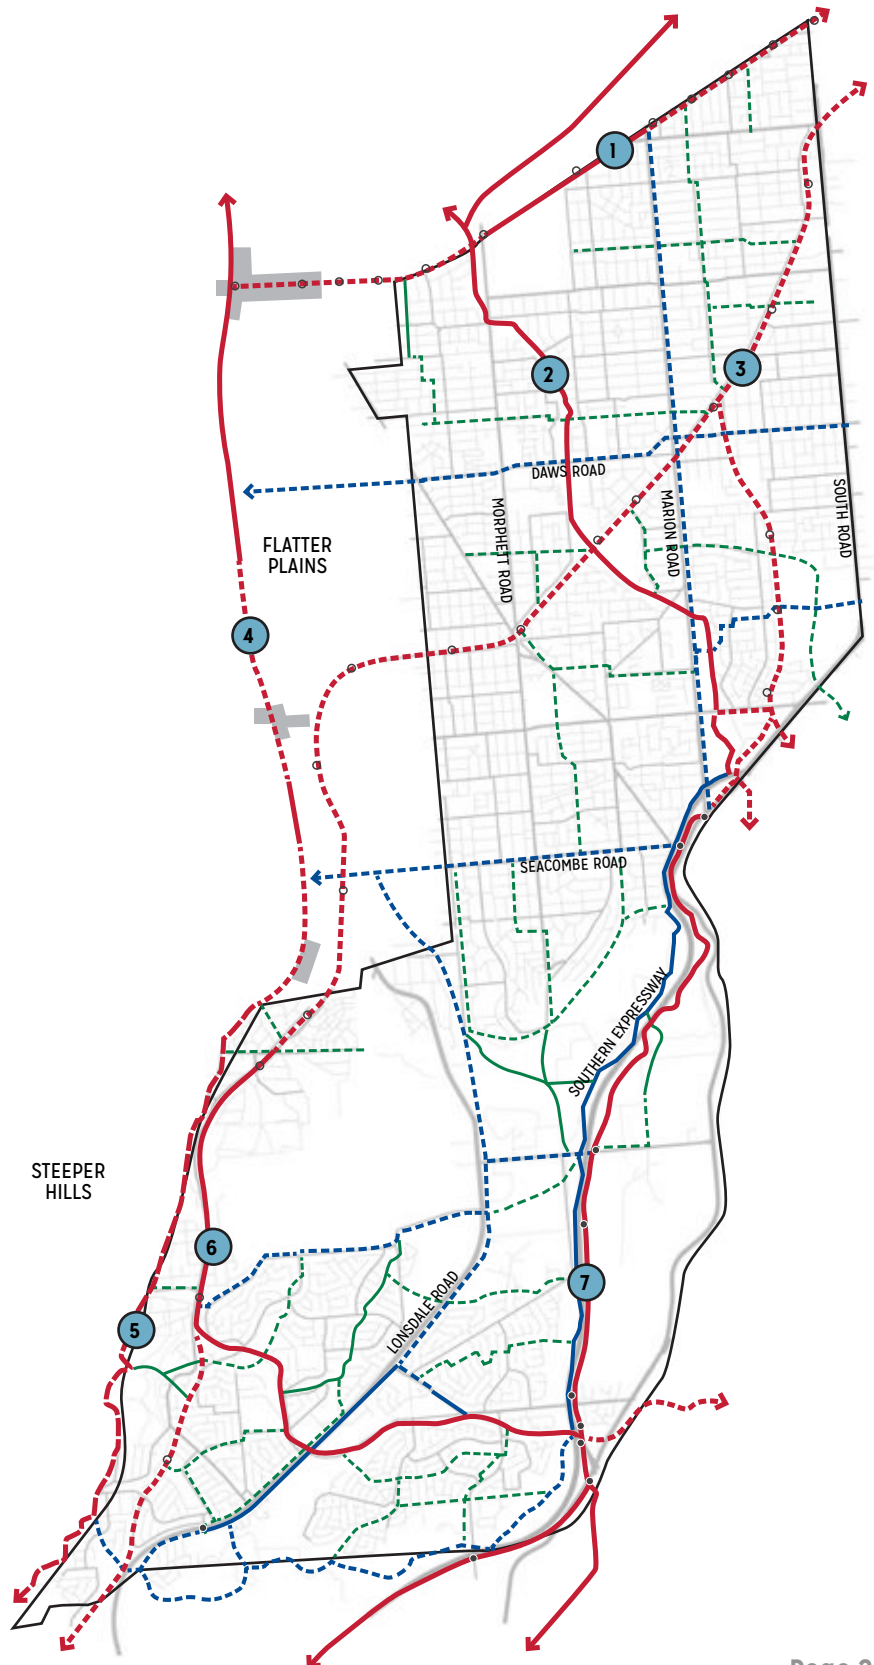 1
2
3
DAWS ROAD
MORPHETT ROAD
MARION ROAD
SOUTH ROAD
FLATTER
PLAINS
4
SEACOMBE ROAD
SOUTHERN EXPRESSWAY
STEEPER
HILLS
6
7
5
LONSDALE ROAD